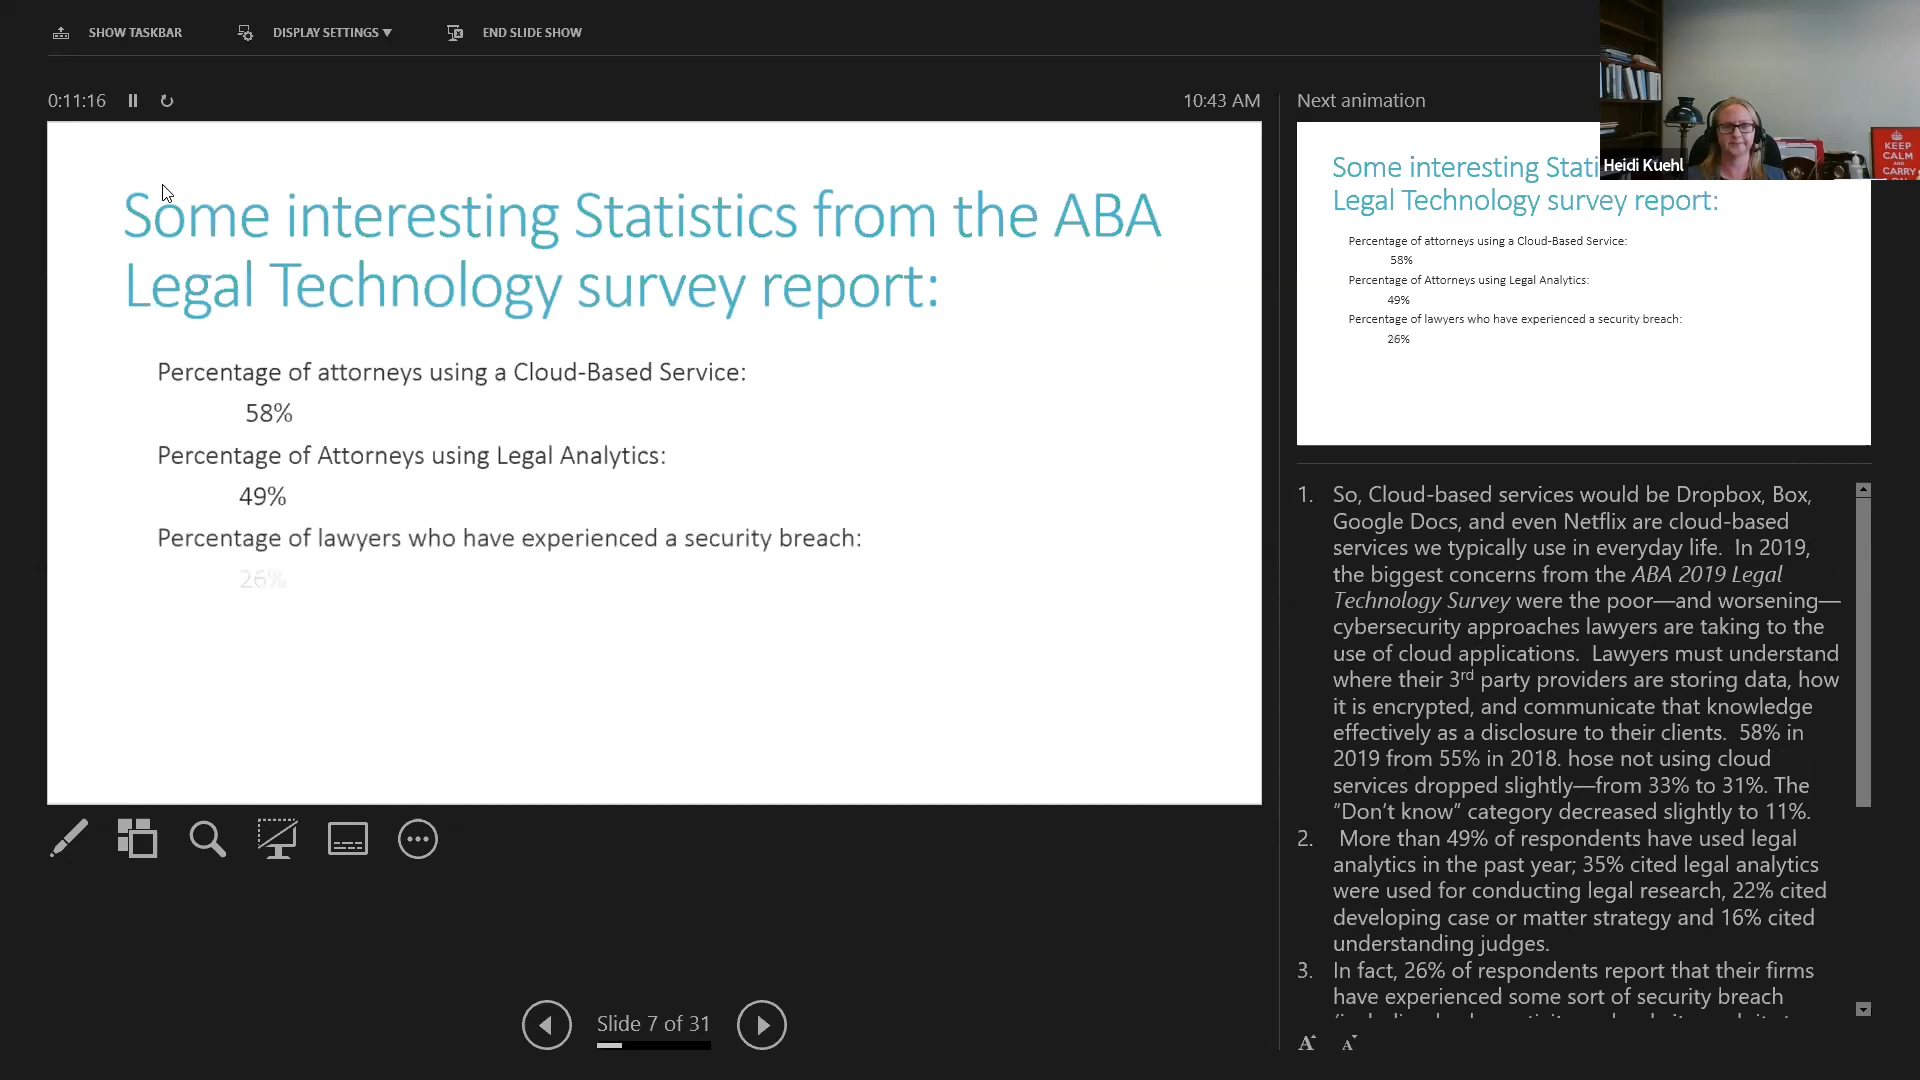 SHOW TASKBAR
DISPLAY SETTINGS ▼
END SLIDE SHOW
0:11:16
10:43 AM
Some interesting Statistics from the ABA
Legal Technology survey report:
Percentage of attorneys using a Cloud-Based Service:
58%
Percentage of Attorneys using Legal Analytics:
49%
Percentage of lawyers who have experienced a security breach:
26%
Slide 7 of 31
Next animation
Some interesting Stati
Legal Technology survey report:
Percentage of attorneys using a Cloud-Based Service:
58%
Percentage of Attorneys using Legal Analytics:
49%
Percentage of lawyers who have experienced a security breach:
26%
Heidi Kuehl
KEEP
CALM
AND
CARRY
1. So, Cloud-based services would be Dropbox, Box,
Google Docs, and even Netflix are cloud-based
services we typically use in everyday life. In 2019,
the biggest concerns from the ABA 2019 Legal
Technology Survey were the poor—and worsening—
cybersecurity approaches lawyers are taking to the
use of cloud applications. Lawyers must understand
where their 3rd party providers are storing data, how
it is encrypted, and communicate that knowledge
effectively as a disclosure to their clients. 58% in
2019 from 55% in 2018. hose not using cloud
services dropped slightly—from 33% to 31%. The
”Don’t know” category decreased slightly to 11%.
2. More than 49% of respondents have used legal
analytics in the past year; 35% cited legal analytics
were used for conducting legal research, 22% cited
developing case or matter strategy and 16% cited
understanding judges.
3. In fact, 26% of respondents report that their firms
have experienced some sort of security breach
A A